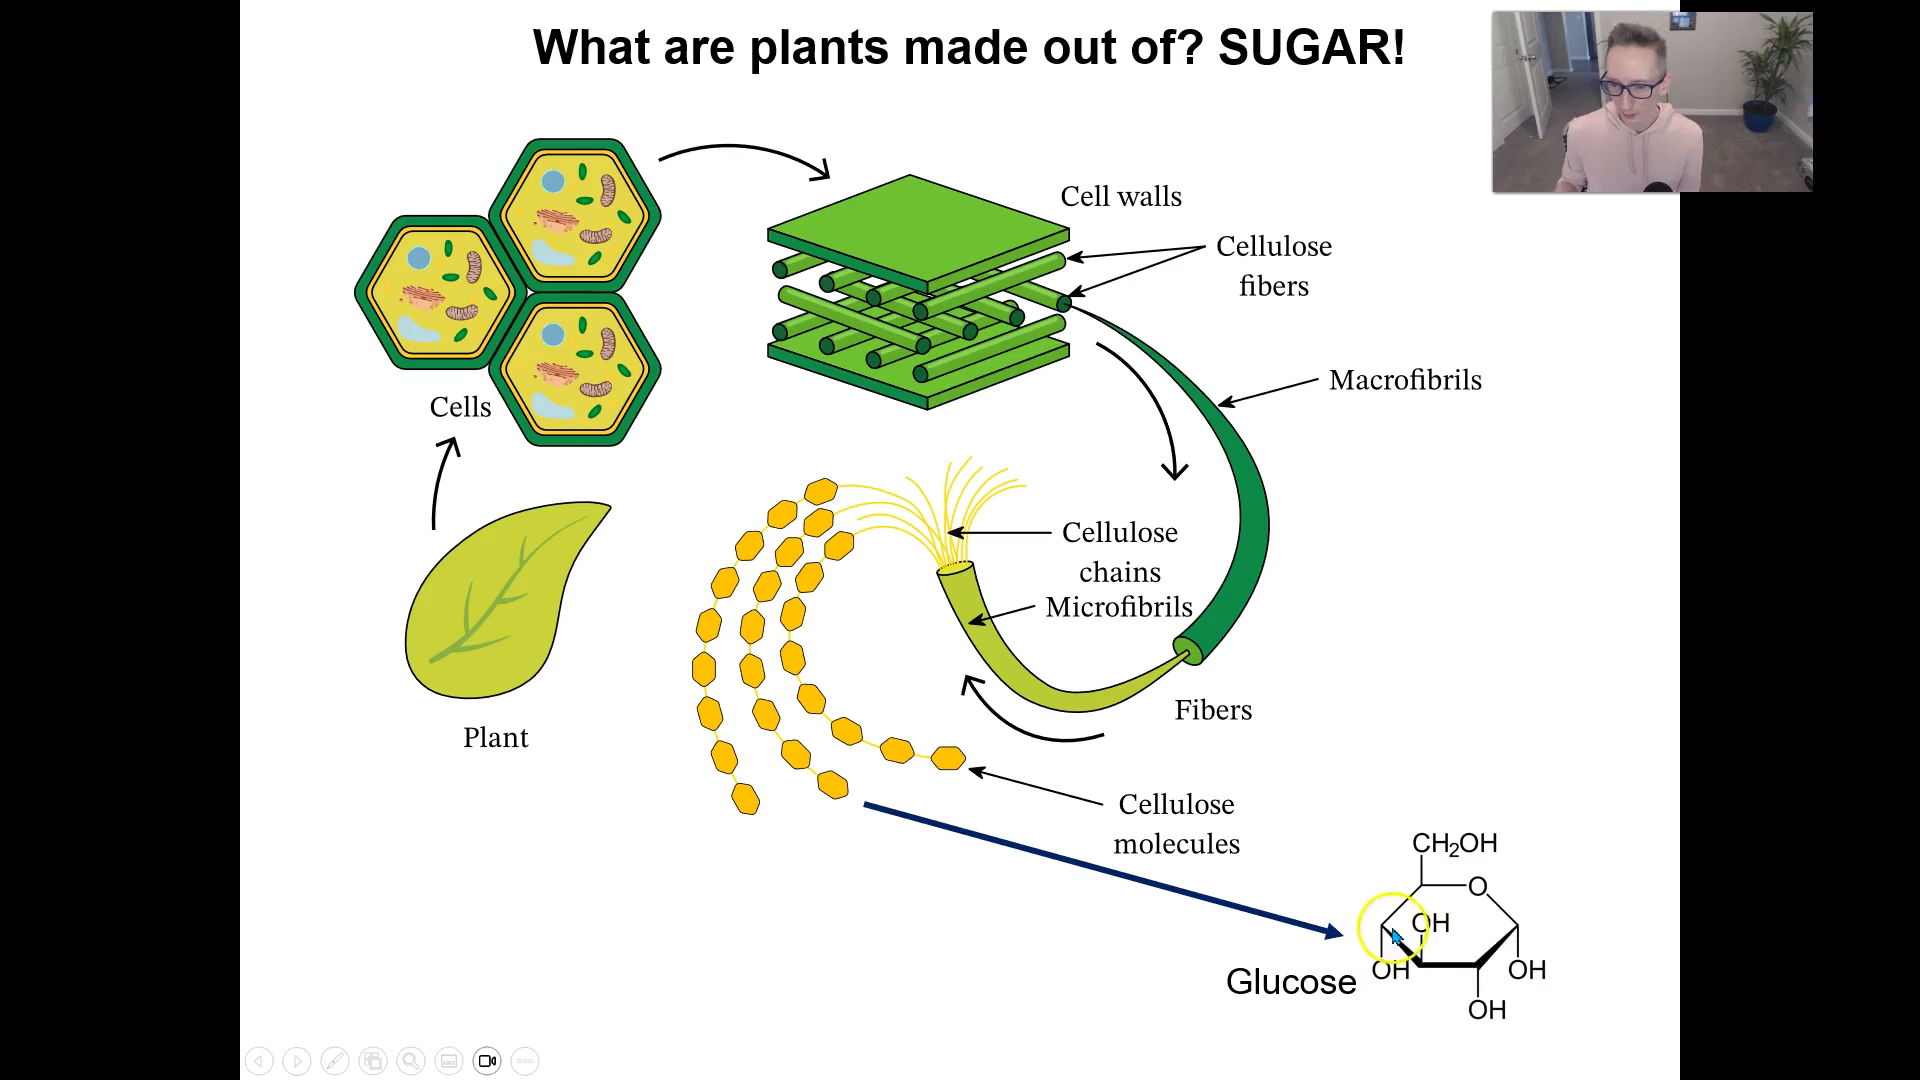 What are plants made out of? SUGAR!
Cell walls
Cellulose
fibers
Macrofibrils
Cells
Cellulose
chains
Microfibrils
Fibers
Plant
Cellulose
molecules
CH₂OH
O
OH
OH
OH
Glucose
OH